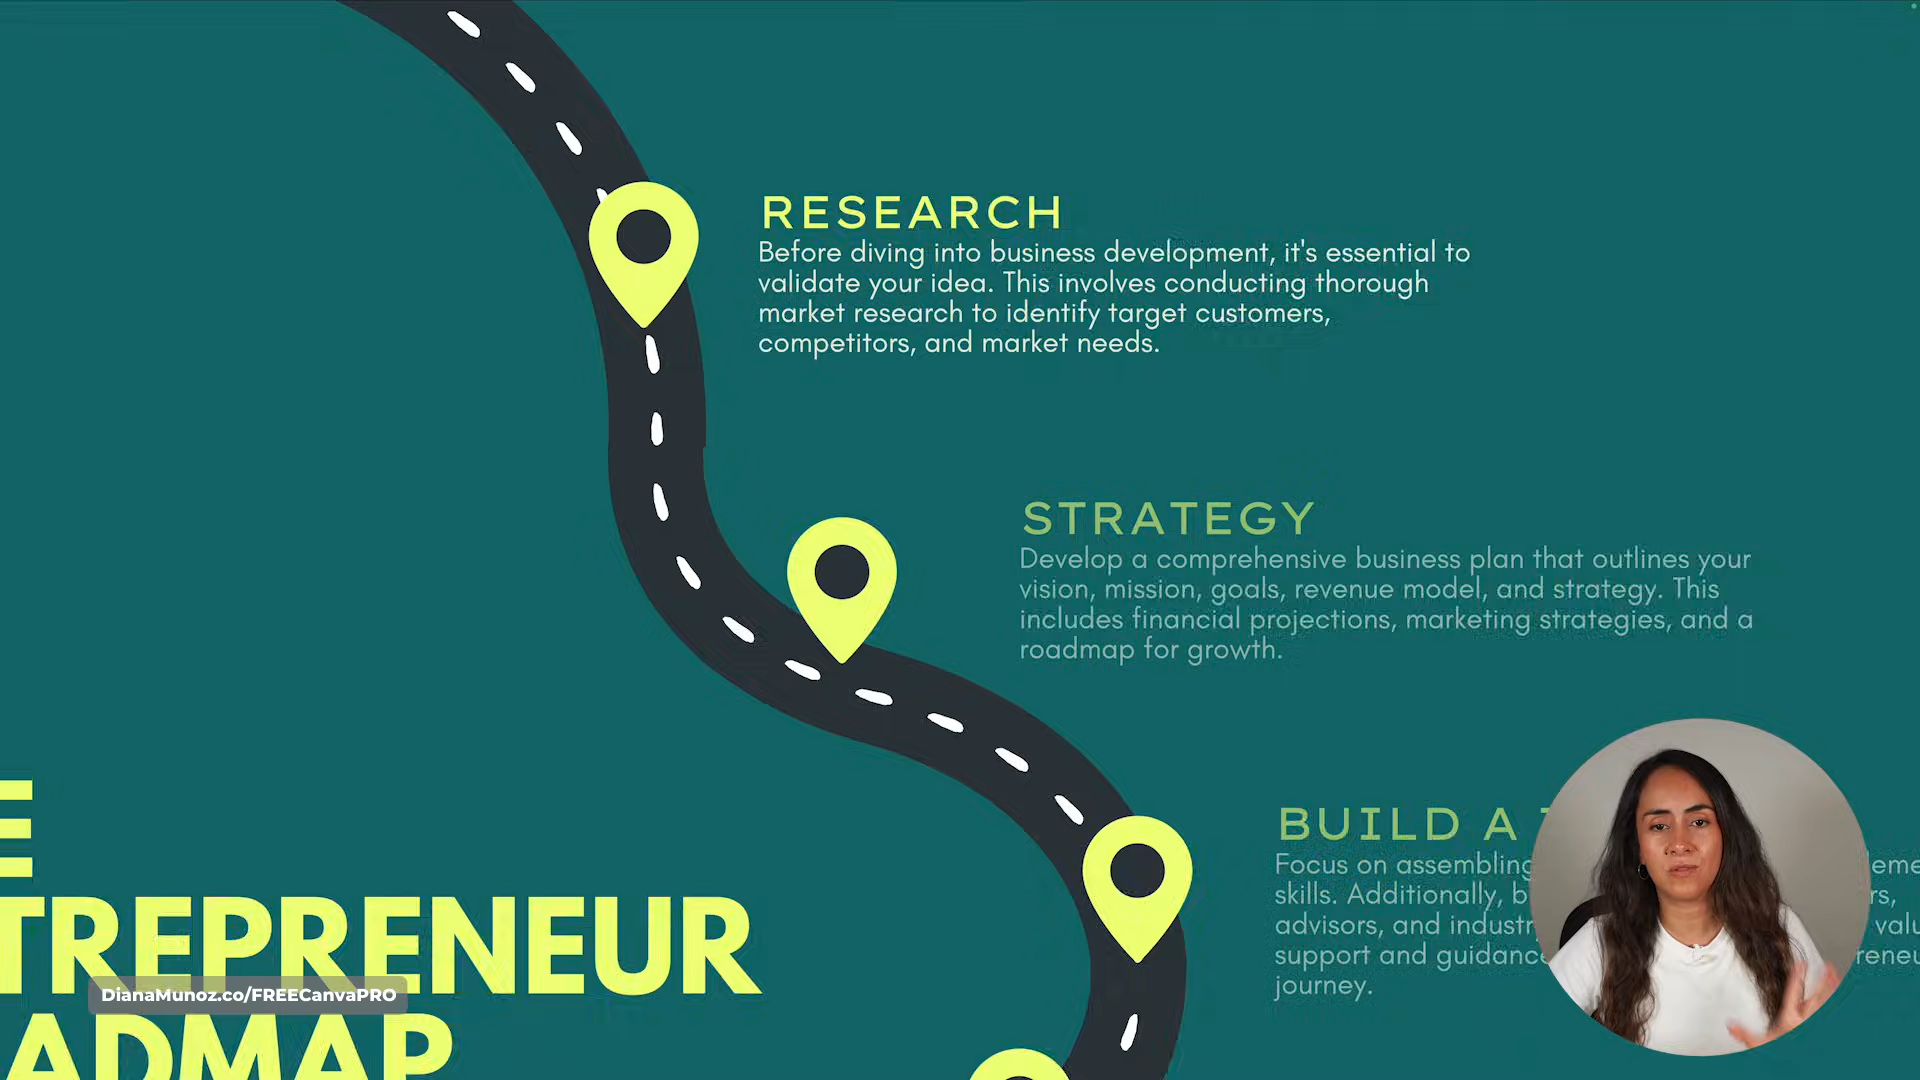 RESEARCH
Before diving into business development, it's essential to
validate your idea. This involves conducting thorough
market research to identify target customers,
competitors, and market needs.
STRATEGY
Develop a comprehensive business plan that outlines your
vision, mission, goals, revenue model, and strategy. This
includes financial projections, marketing strategies, and a
roadmap for growth.
BUILD A
Focus on assembling
skills. Additionally,
advisors, and
support and guidance
journey.
E
TREPRENEUR
ADMAP
DianaMunoz.co/FREECanvaPRO